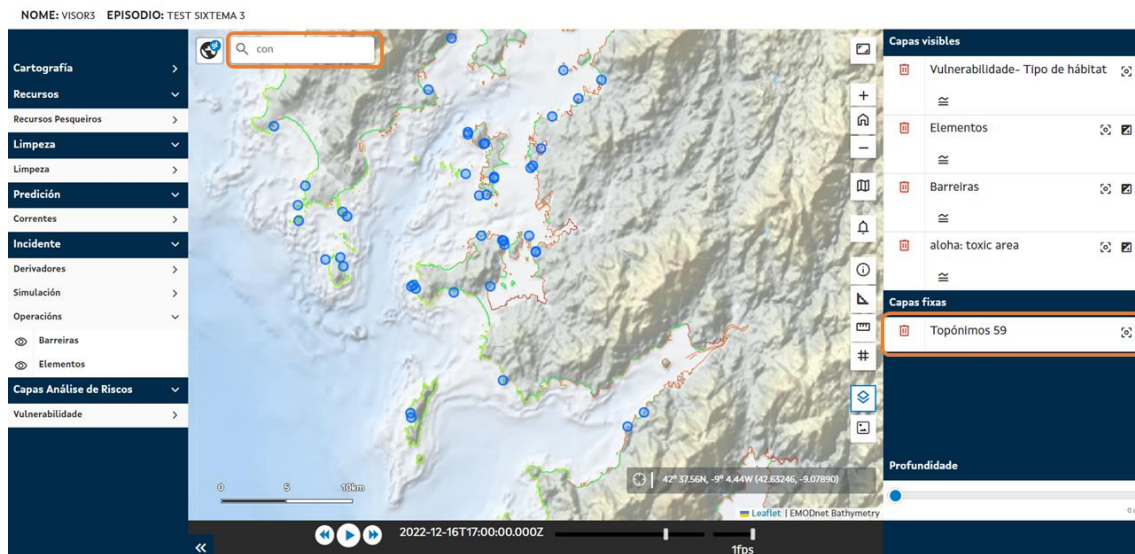 NOME: VISOR3 EPISODIO: TEST SIXTEMA 3
Cartografía
Recursos
Recursos Pesqueiros
Limpeza
Limpeza
Predición
Correntes
Incidente
Derivadores
Simulación
Operacións
Barreiras
Elementos
Capas Análise de Riscos
Vulnerabilidade
con
0 5 10km
42º 37.56N, -9º 4.44W (42.63246, -9.07890)
Leaflet | EMODnet Bathymetry
2022-12-16T17:00:00.000Z
1fps
Capas visibles
Vulnerabilidade- Tipo de hábitat
Elementos
Barreiras
aloha: toxic area
Capas fixas
Topónimos 59
Profundidade